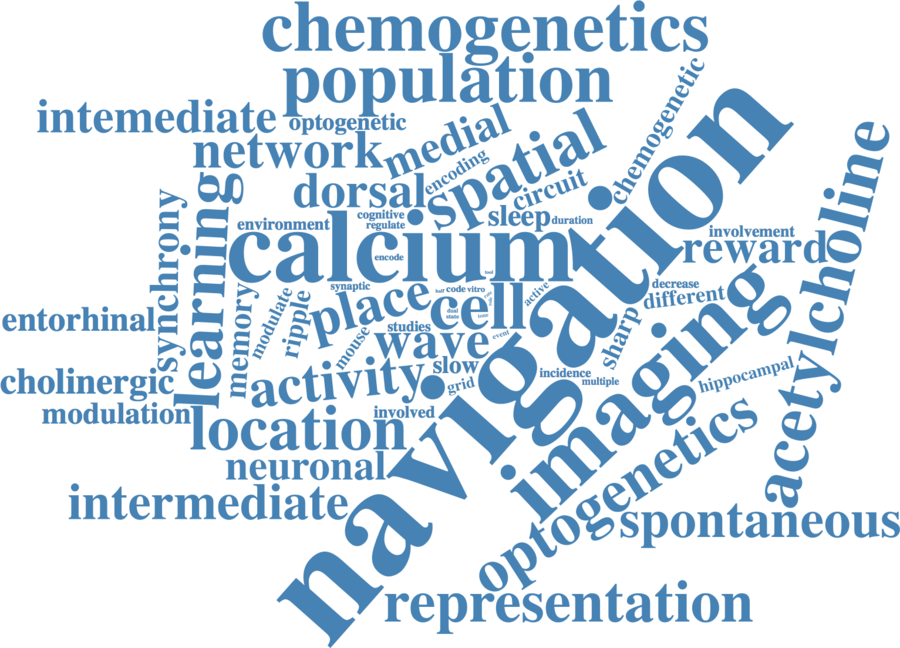 chemogenetics
population
chemogenetic
intemediate
optogenetic
medial
navigation
network
encoding
spatial
acetylcholine
dorsal
circuit
synchrony
learning
environment
cognitive
regulate
sleep
duration
involvement
calcium
reward
encode
synaptic
tool
memory
modulate
ripple
place
half
code
vitro
cell
dual
state
active
decrease
different
entorhinal
studies
mouse
wave
event
sharp
imaging
cholinergic
activity
slow
grid
incidence
multiple
hippocampal
modulation
location
involved
neuronal
optogenetics
intermediate
spontaneous
representation